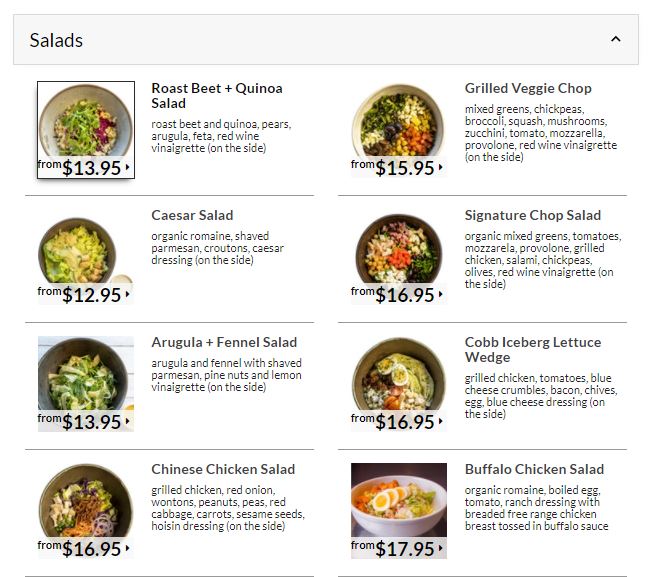 Salads
Roast Beet + Quinoa
Salad
roast beet and quinoa, pears,
arugula, feta, red wine
vinaigrette (on the side)
from $13.95
Grilled Veggie Chop
mixed greens, chickpeas,
broccoli, squash, mushrooms,
zucchini, tomato, mozzarella,
provolone, red wine vinaigrette
(on the side)
from $15.95
Caesar Salad
organic romaine, shaved
parmesan, croutons, caesar
dressing (on the side)
from $12.95
Signature Chop Salad
organic mixed greens, tomatoes,
mozzarela, provolone, grilled
chicken, salami, chickpeas,
olives, red wine vinaigrette (on
the side)
from $16.95
Arugula + Fennel Salad
arugula and fennel with shaved
parmesan, pine nuts and lemon
vinaigrette (on the side)
from $13.95
Cobb Iceberg Lettuce
Wedge
grilled chicken, tomatoes, blue
cheese crumbles, bacon, chives,
egg, blue cheese dressing (on
the side)
from $16.95
Chinese Chicken Salad
grilled chicken, red onion,
wontons, peanuts, peas, red
cabbage, carrots, sesame seeds,
hoisin dressing (on the side)
from $16.95
Buffalo Chicken Salad
organic romaine, boiled egg,
tomato, ranch dressing with
breaded free range chicken
breast tossed in buffalo sauce
from $17.95